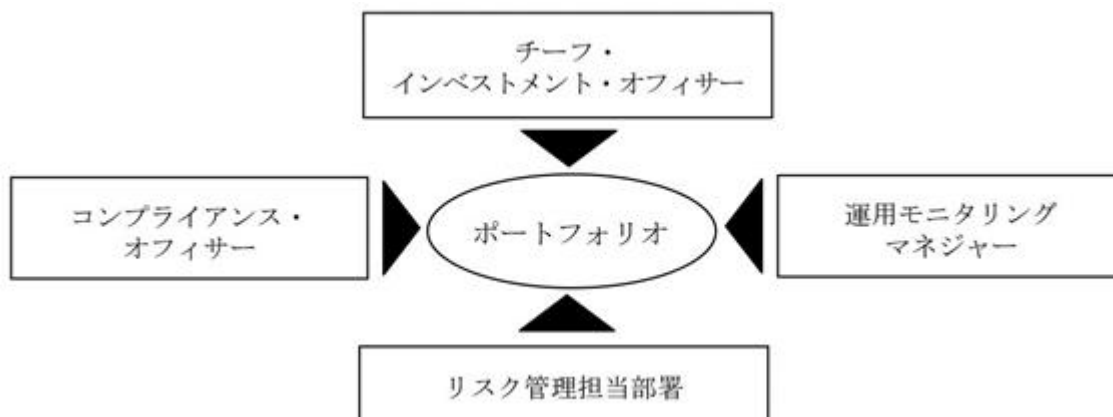 チーフ・
インベストメント・オフィサー
コンプライアンス・
オフィサー
ポートフォリオ
運用モニタリング
マネジャー
リスク管理担当部署